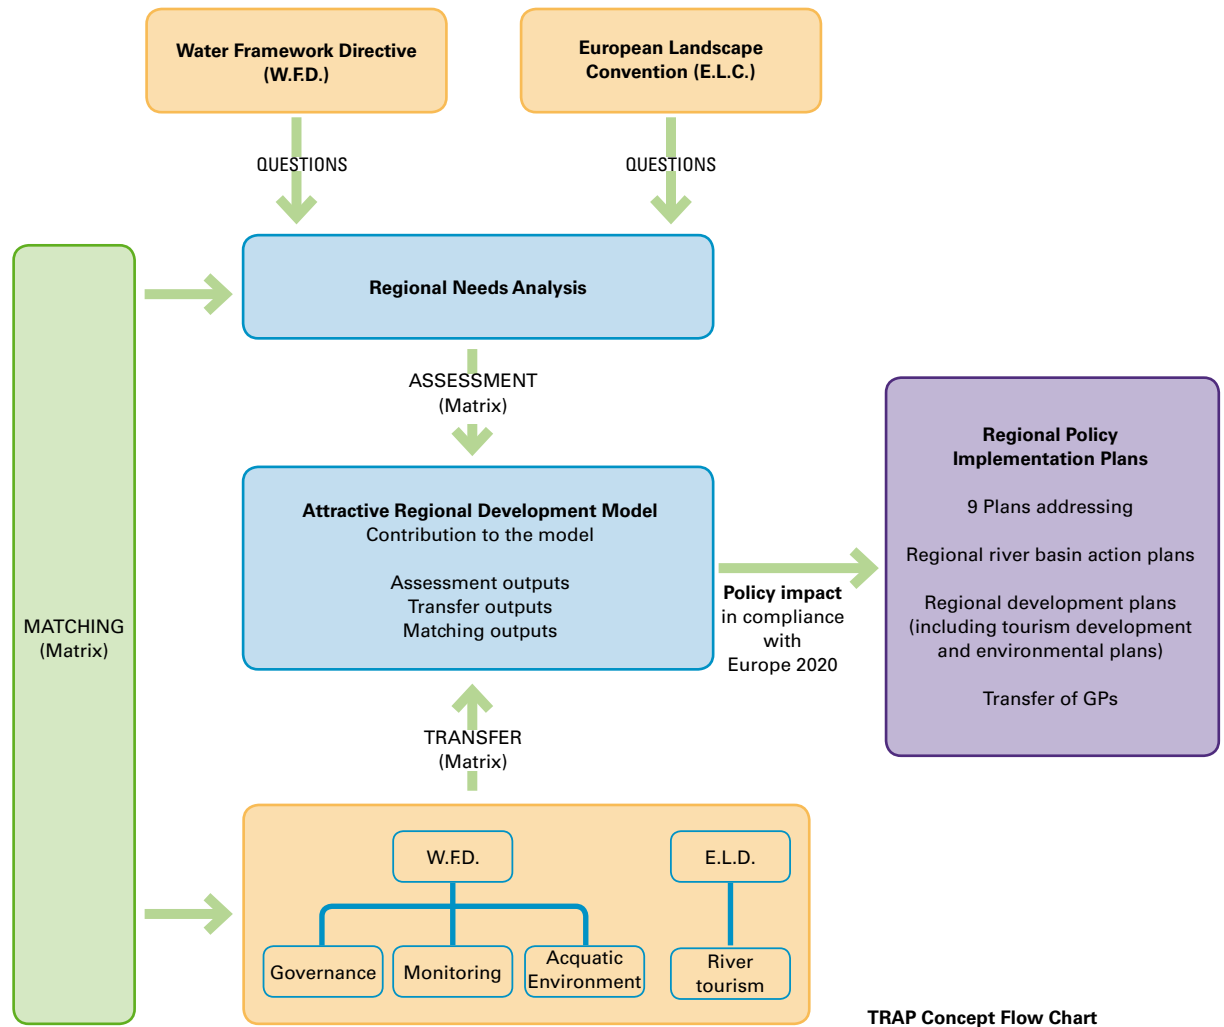 Water Framework Directive
(W.F.D.)
European Landscape
Convention (E.L.C.)
QUESTIONS
QUESTIONS
Regional Needs Analysis
ASSESSMENT
(Matrix)
MATCHING
(Matrix)
Attractive Regional Development Model
Contribution to the model
Assessment outputs
Transfer outputs
Matching outputs
Policy impact
in compliance
with
Europe 2020
Regional Policy
Implementation Plans
9 Plans addressing
Regional river basin action plans
Regional development plans
(including tourism development
and environmental plans)
Transfer of GPs
TRANSFER
(Matrix)
W.F.D.
E.L.D.
Governance
Monitoring
Acquatic
Environment
River
tourism
TRAP Concept Flow Chart